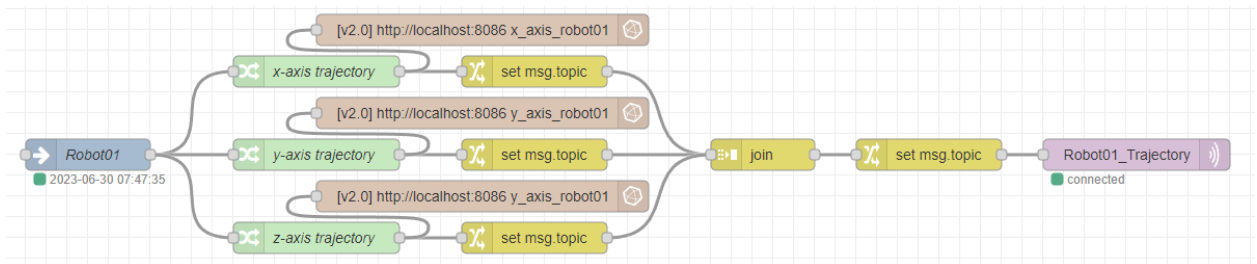 [v2.0] http://localhost:8086 x_axis_robot01
x-axis trajectory
set msg.topic
[v2.0] http://localhost:8086 y_axis_robot01
Robot01
y-axis trajectory
set msg.topic
join
set msg.topic
Robot01_Trajectory
2023-06-30 07:47:35
connected
[v2.0] http://localhost:8086 y_axis_robot01
z-axis trajectory
set msg.topic